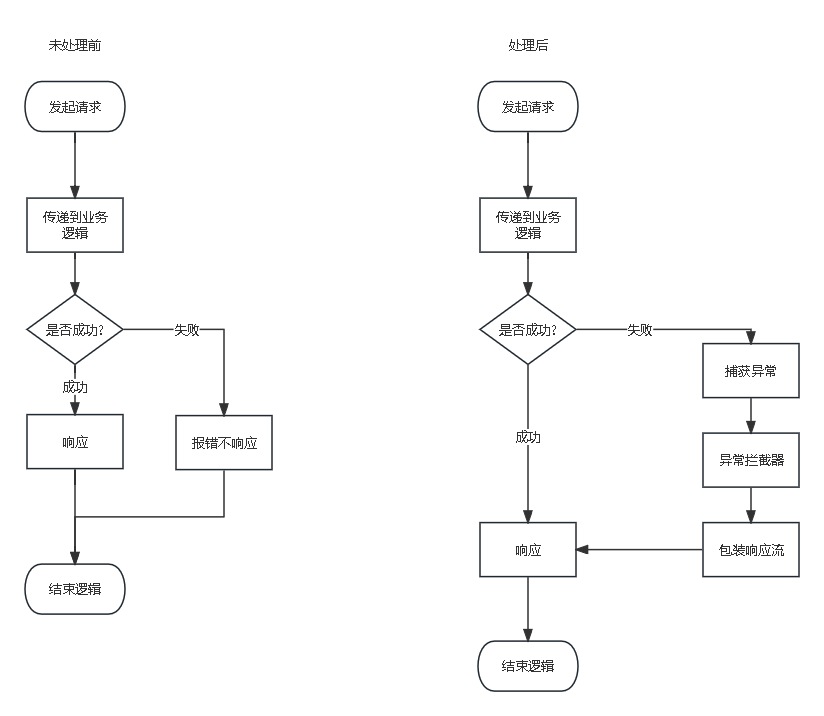 未处理前
发起请求
传递到业务
逻辑
是否成功?
失败
成功
响应
报错不响应
结束逻辑
处理后
发起请求
传递到业务
逻辑
是否成功?
失败
捕获异常
成功
异常拦截器
响应
包装响应流
结束逻辑